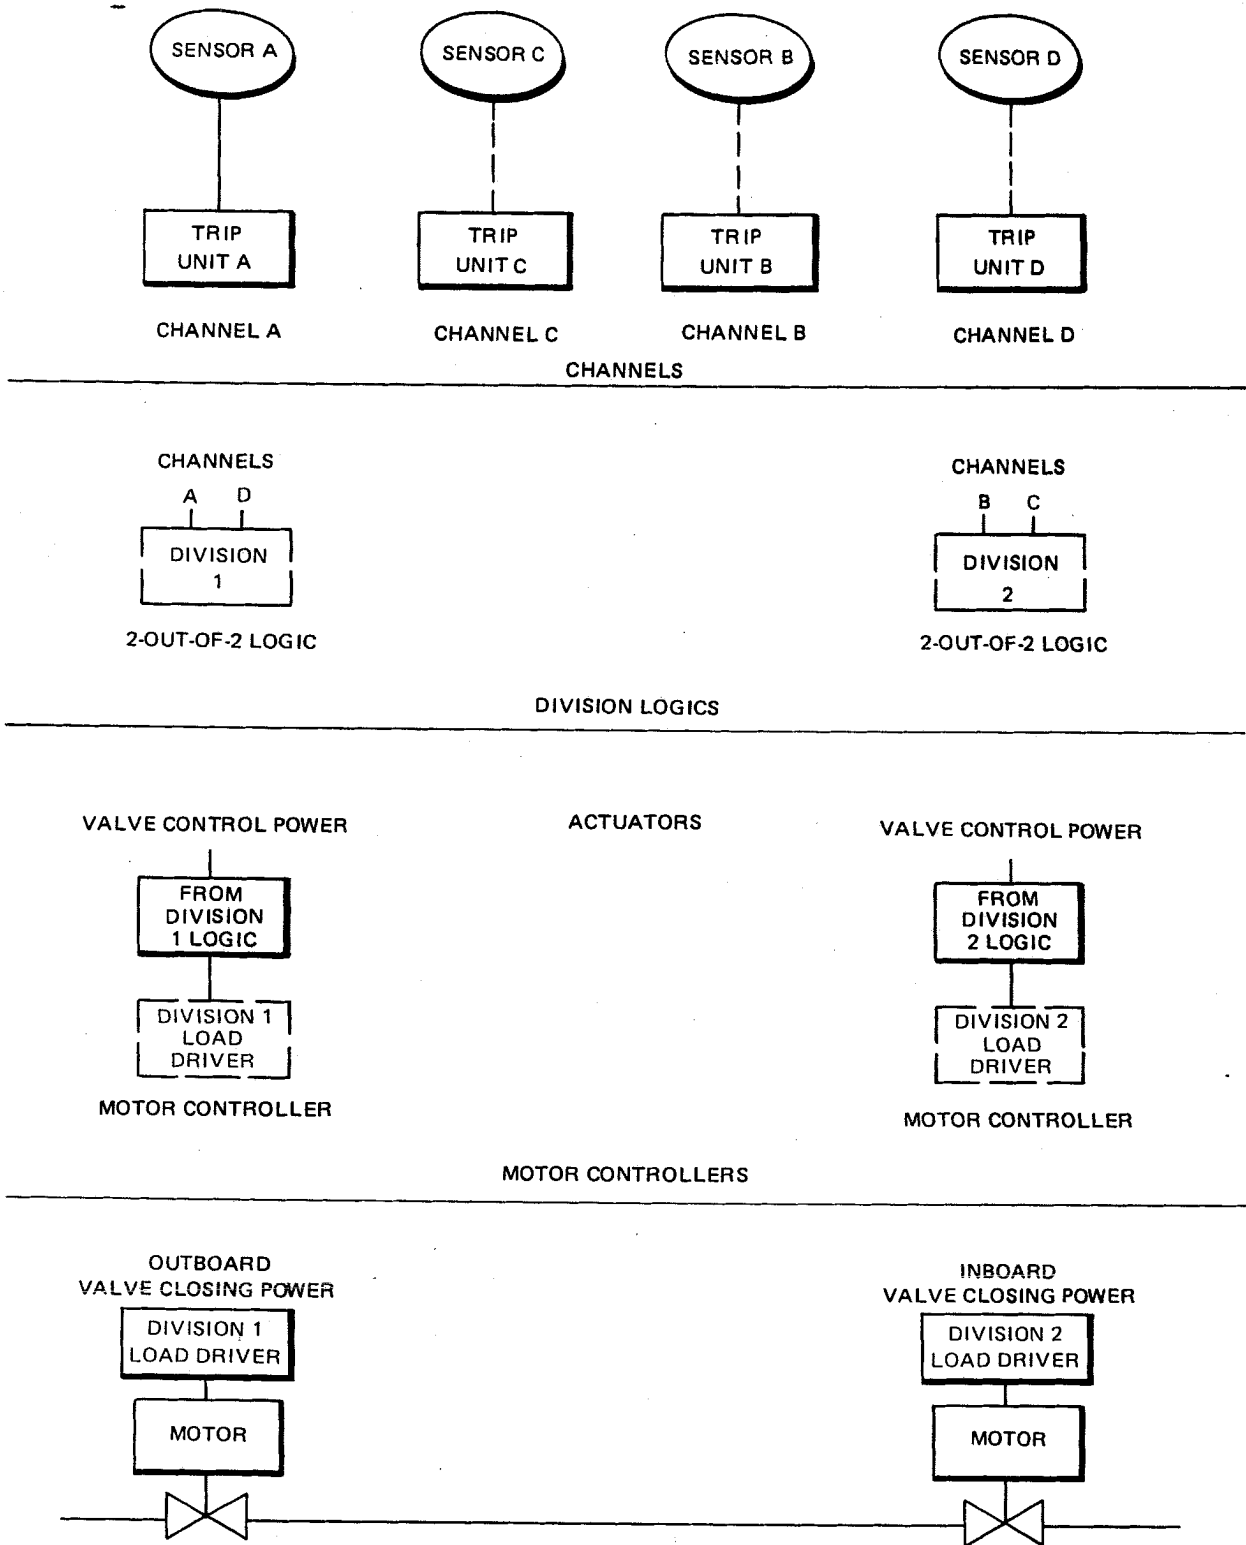 SENSOR A
SENSOR C
SENSOR B
SENSOR D
TRIP
UNIT A
TRIP
UNIT C
TRIP
UNIT B
TRIP
UNIT D
CHANNEL A
CHANNEL C
CHANNEL B
CHANNEL D
CHANNELS
CHANNELS
A D
DIVISION
1
2-OUT-OF-2 LOGIC
CHANNELS
B C
DIVISION
2
2-OUT-OF-2 LOGIC
DIVISION LOGICS
VALVE CONTROL POWER
ACTUATORS
VALVE CONTROL POWER
FROM
DIVISION
1 LOGIC
FROM
DIVISION
2 LOGIC
DIVISION 1
LOAD
DRIVER
DIVISION 2
LOAD
DRIVER
MOTOR CONTROLLER
MOTOR CONTROLLER
MOTOR CONTROLLERS
OUTBOARD
VALVE CLOSING POWER
DIVISION 1
LOAD DRIVER
MOTOR
INBOARD
VALVE CLOSING POWER
DIVISION 2
LOAD DRIVER
MOTOR